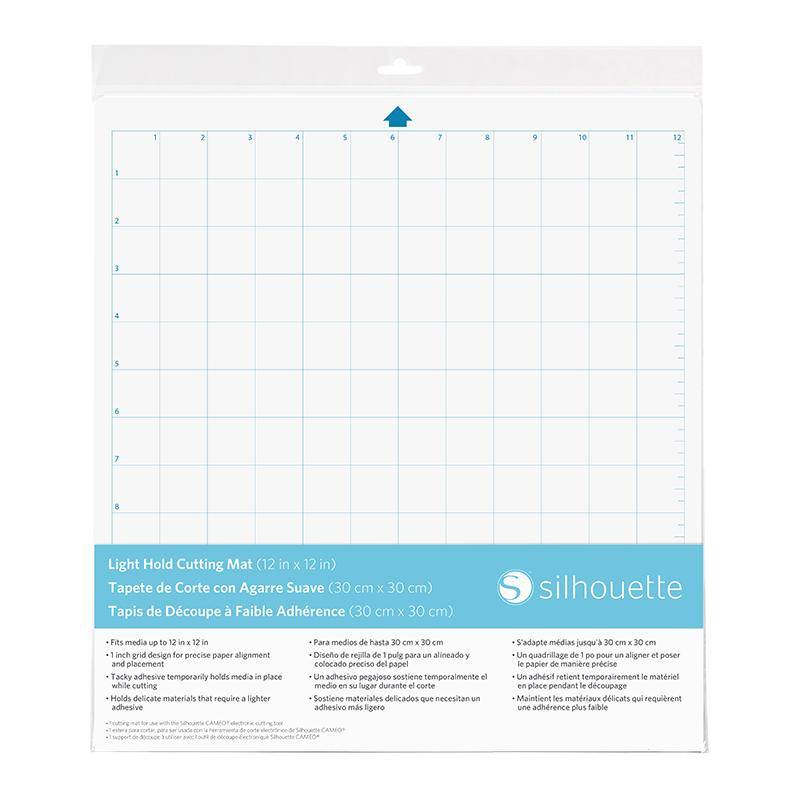 1 2 3 4 5 6 7 8 9 10 11 12
1
2
3
4
5
6
7
8
Light Hold Cutting Mat (12 in x 12 in)
Tapete de Corte con Agarre Suave (30 cm x 30 cm)
Tapis de Découpe à Faible Adhérence (30 cm x 30 cm)
S silhouette
• Fits media up to 12 in x 12 in
• 1 inch grid design for precise paper alignment
and placement
• Tacky adhesive temporarily holds media in place
while cutting
• Holds delicate materials that require a lighter
adhesive
• Para medios de hasta 30 cm x 30 cm
• Diseño de rejilla de 1 pulg para un alineado y
colocado preciso del papel
• Un adhesivo pegajoso sostiene temporalmente el
medio en su lugar durante el corte
• Sostiene materiales delicados que necesitan un
adhesivo más ligero
• S'adapte médias jusqu'à 30 cm x 30 cm
• Un quadrillage de 1 po pour un aligner et poser
le papier de manière précise
• Un adhésif retient temporairement le matériel
en place pendant le découpage
• Maintient les matériaux délicats qui requièrent
une adhérence plus faible
• 1 cutting mat for use with the Silhouette CAMEO® electronic cutting tool
• 1 estera para cortar, para ser usada con la herramienta de corte electrónico de Silhouette CAMEO®
• 1 support de découpe à utiliser avec l'outil de découpe électronique Silhouette CAMEO®